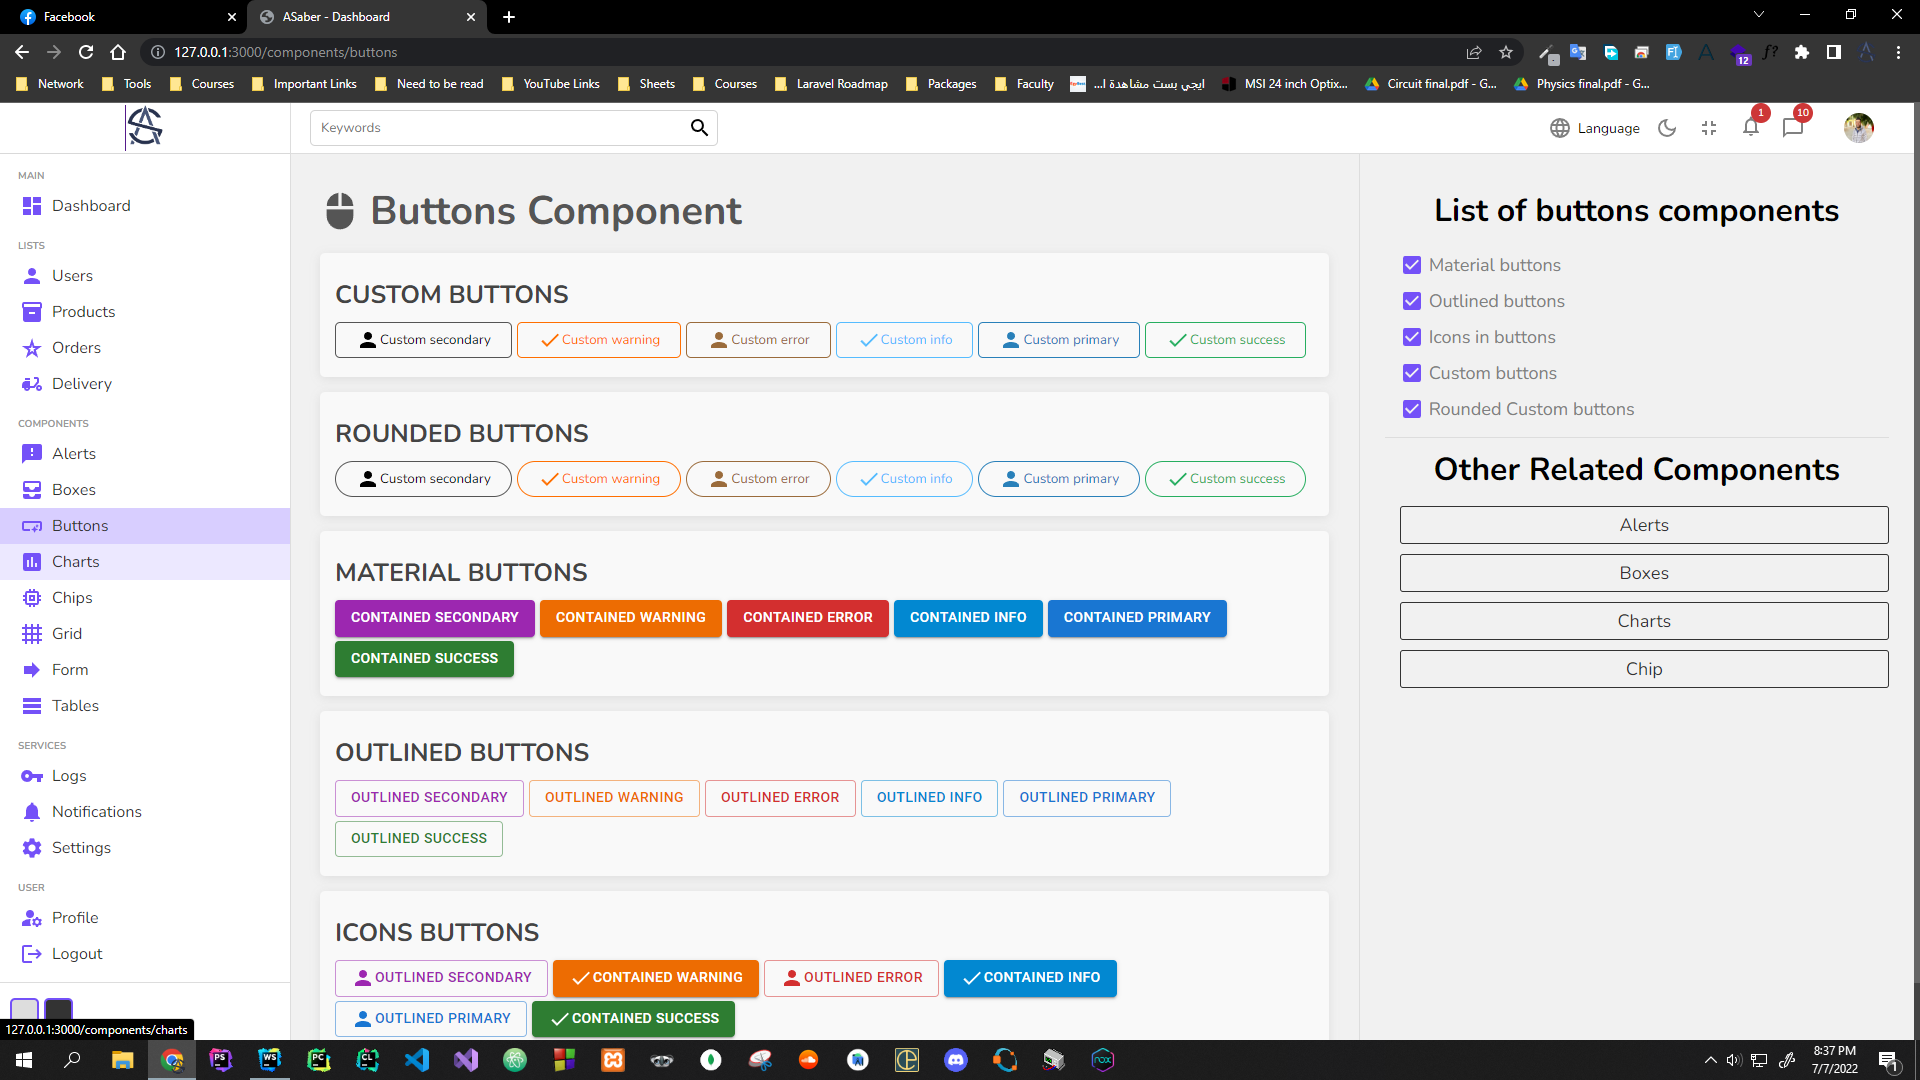 Facebook
ASaber - Dashboard
127.0.0.1:3000/components/buttons
12
Network
Tools
Courses
Important Links
Need to be read
YouTube Links
Sheets
Courses
Laravel Roadmap
Packages
Faculty
ايجي بست مشاهدة ا...
MSI 24 inch Optix...
Circuit final.pdf - G...
Physics final.pdf - G...
Keywords
Language
1
10
MAIN
Dashboard
LISTS
Users
Products
Orders
Delivery
COMPONENTS
Alerts
Boxes
Buttons
Charts
Chips
Grid
Form
Tables
SERVICES
Logs
Notifications
Settings
USER
Profile
Logout
127.0.0.1:3000/components/charts
Buttons Component
CUSTOM BUTTONS
Custom secondary
Custom warning
Custom error
Custom info
Custom primary
Custom success
ROUNDED BUTTONS
Custom secondary
Custom warning
Custom error
Custom info
Custom primary
Custom success
MATERIAL BUTTONS
CONTAINED SECONDARY
CONTAINED WARNING
CONTAINED ERROR
CONTAINED INFO
CONTAINED PRIMARY
CONTAINED SUCCESS
OUTLINED BUTTONS
OUTLINED SECONDARY
OUTLINED WARNING
OUTLINED ERROR
OUTLINED INFO
OUTLINED PRIMARY
OUTLINED SUCCESS
ICONS BUTTONS
OUTLINED SECONDARY
CONTAINED WARNING
OUTLINED ERROR
CONTAINED INFO
OUTLINED PRIMARY
CONTAINED SUCCESS
List of buttons components
Material buttons
Outlined buttons
Icons in buttons
Custom buttons
Rounded Custom buttons
Other Related Components
Alerts
Boxes
Charts
Chip
PS
WS
PC
CL
8:37 PM
7/7/2022
1